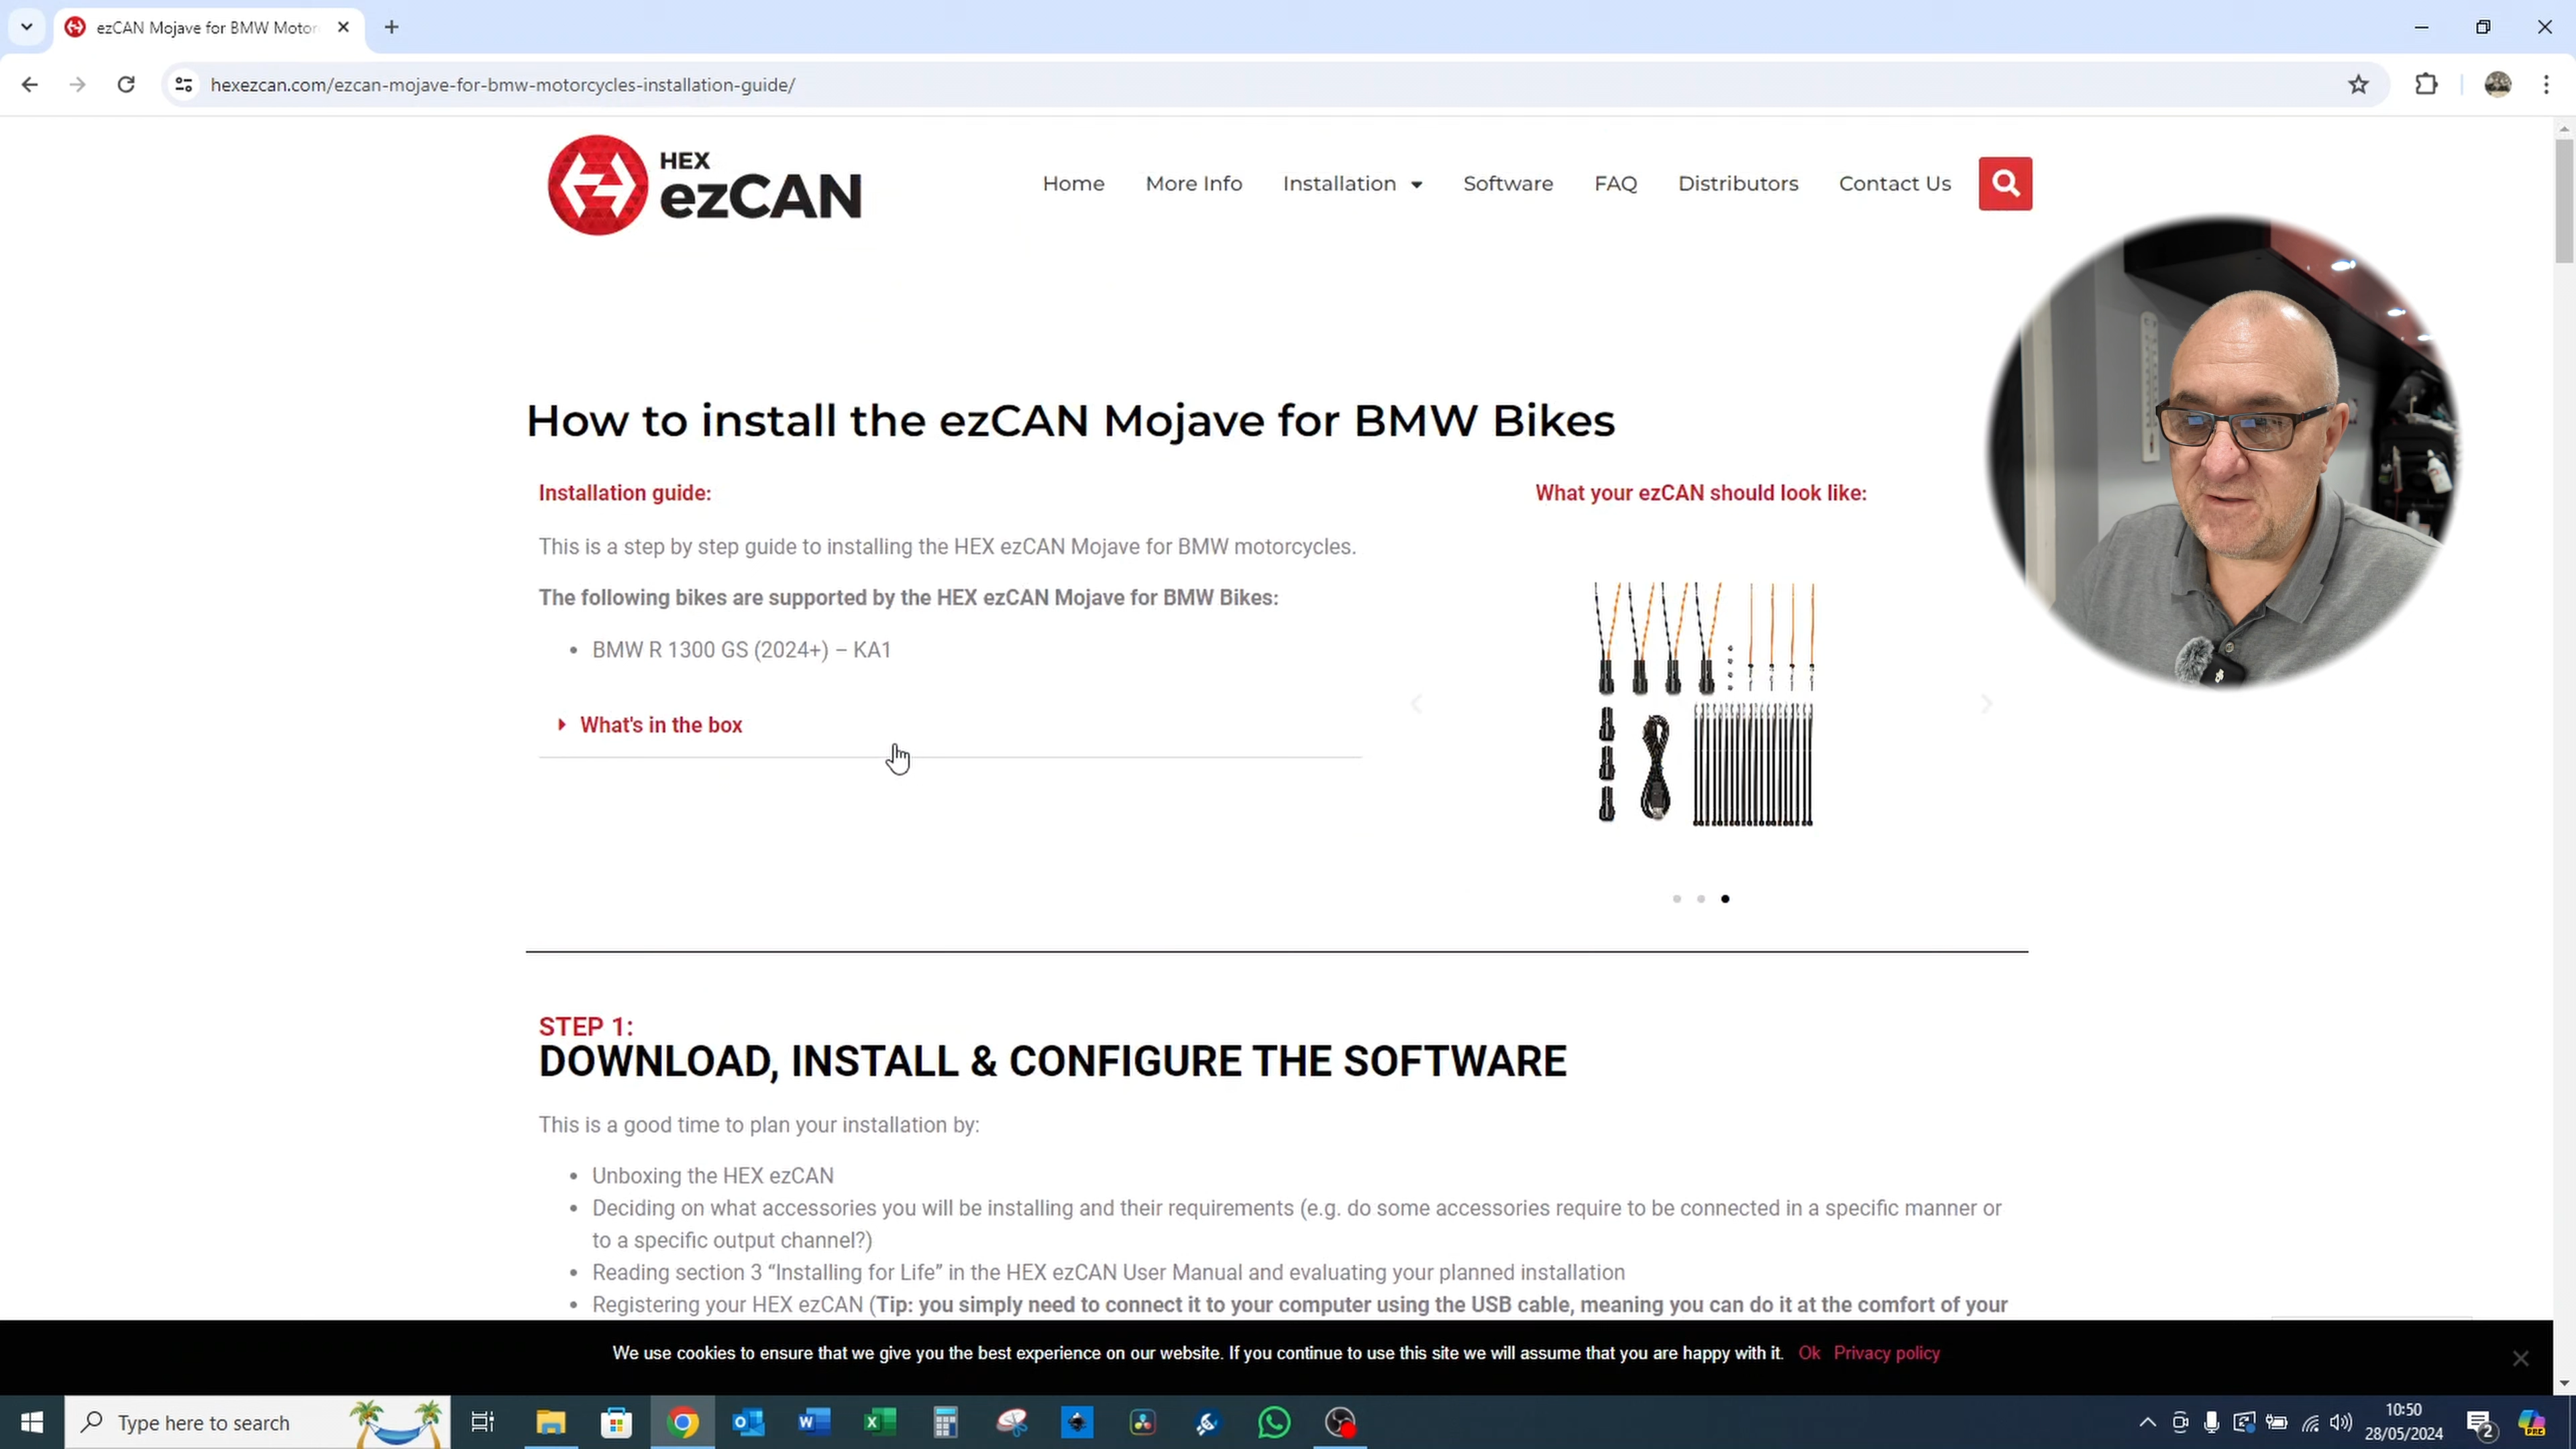 ezCAN Mojave for BMW Motor
hexezcan.com/ezcan-mojave-for-bmw-motorcycles-installation-guide/
HEX
ezCAN
Home
More Info
Installation
Software
FAQ
Distributors
Contact Us
How to install the ezCAN Mojave for BMW Bikes
Installation guide:
What your ezCAN should look like:
This is a step by step guide to installing the HEX ezCAN Mojave for BMW motorcycles.
The following bikes are supported by the HEX ezCAN Mojave for BMW Bikes:
• BMW R 1300 GS (2024+) – KA1
What's in the box
STEP 1:
DOWNLOAD, INSTALL & CONFIGURE THE SOFTWARE
This is a good time to plan your installation by:
• Unboxing the HEX ezCAN
• Deciding on what accessories you will be installing and their requirements (e.g. do some accessories require to be connected in a specific manner or
to a specific output channel?)
• Reading section 3 “Installing for Life” in the HEX ezCAN User Manual and evaluating your planned installation
• Registering your HEX ezCAN (Tip: you simply need to connect it to your computer using the USB cable, meaning you can do it at the comfort of your
We use cookies to ensure that we give you the best experience on our website. If you continue to use this site we will assume that you are happy with it. Ok Privacy policy
Type here to search
10:50
28/05/2024
2
PRE